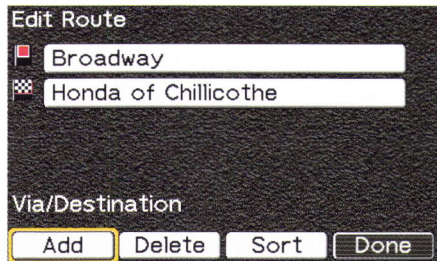 Edit Route
Broadway
Honda of Chillicothe
Via/Destination
Add Delete Sort Done